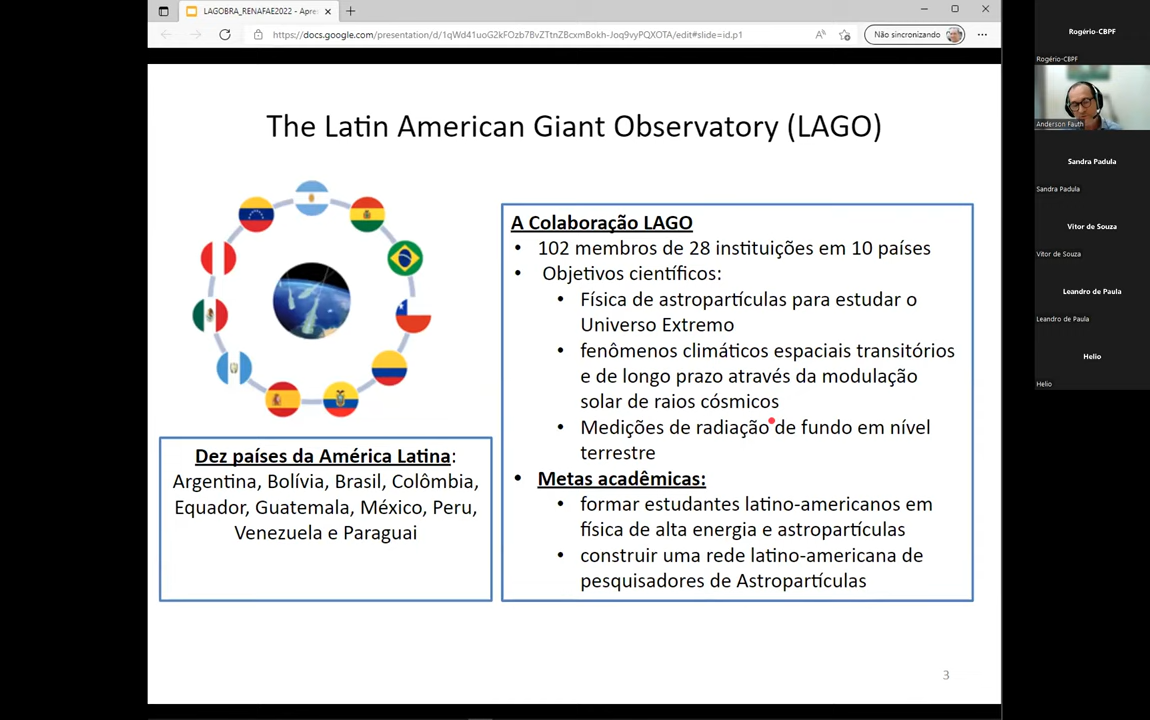 LAGOBRA_RENAFAE2022 - Apre
https://docs.google.com/presentation/d/1qWd41uoG2kFOzb7BvZTtnZBcxmBokh-Joq9vyPQXOTA/edit#slide=id.p1
Não sincronizando
The Latin American Giant Observatory (LAGO)
Dez países da América Latina:
Argentina, Bolívia, Brasil, Colômbia,
Equador, Guatemala, México, Peru,
Venezuela e Paraguai
A Colaboração LAGO
• 102 membros de 28 instituições em 10 países
• Objetivos científicos:
• Física de astropartículas para estudar o
Universo Extremo
• fenômenos climáticos espaciais transitórios
e de longo prazo através da modulação
solar de raios cósmicos
• Medições de radiação de fundo em nível
terrestre
• Metas acadêmicas:
• formar estudantes latino-americanos em
física de alta energia e astropartículas
• construir uma rede latino-americana de
pesquisadores de Astropartículas
3
Rogério-CBPF
Rogério-CBPF
Anderson Fauth
Sandra Padula
Sandra Padula
Vitor de Souza
Vitor de Souza
Leandro de Paula
Leandro de Paula
Helio
Helio